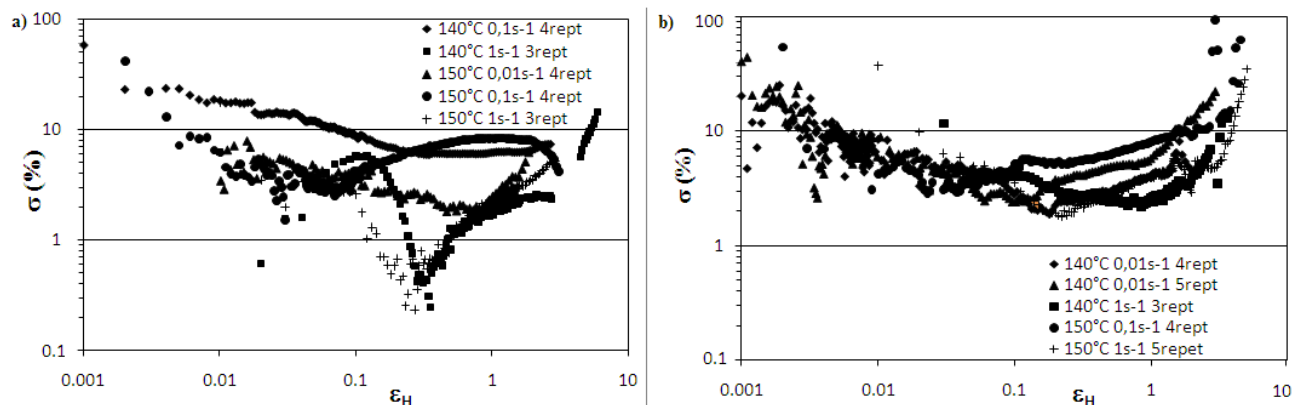 a)
100
10
1
0.1
σ (%)
140°C 0,1s-1 4rept
140°C 1s-1 3rept
150°C 0,01s-1 4rept
150°C 0,1s-1 4rept
150°C 1s-1 3rept
0.001 0.01 0.1 1 10
εH
b)
100
10
1
0.1
σ (%)
140°C 0,01s-1 4rept
140°C 0,01s-1 5rept
140°C 1s-1 3rept
150°C 0,1s-1 4rept
150°C 1s-1 5repet
0.001 0.01 0.1 1 10
εH